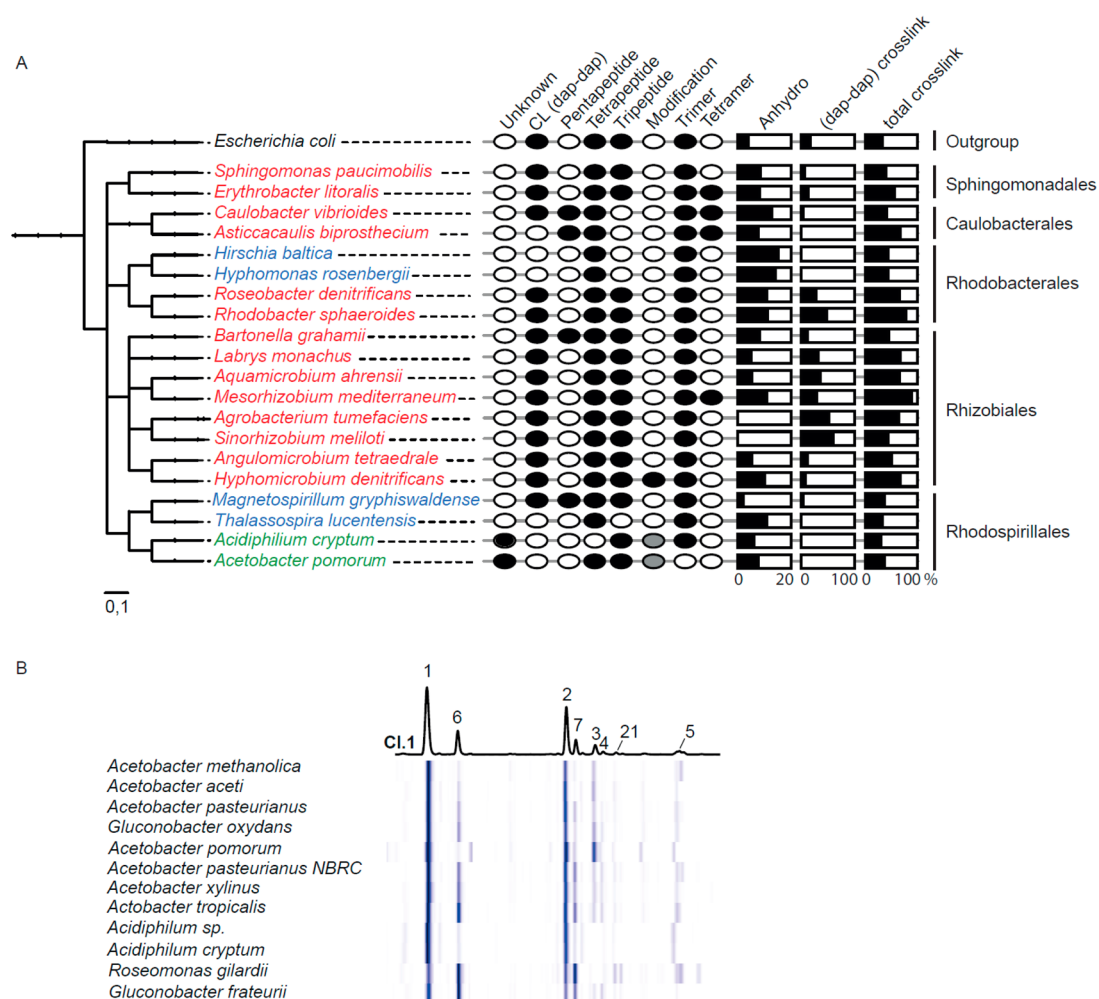 A
Unknown
CL (dap-dap)
Pentapeptide
Tetrapeptide
Tripeptide
Modification
Trimer
Tetramer
Anhydro
(dap-dap) crosslink
total crosslink
Escherichia coli
Outgroup
Sphingomonas paucimobilis
Erythrobacter litoralis
Sphingomonadales
Caulobacter vibrioides
Asticcacaulis biprosthecium
Caulobacterales
Hirschia baltica
Hyphomonas rosenbergii
Roseobacter denitrificans
Rhodobacter sphaeroides
Rhodobacterales
Bartonella grahamii
Labrys monachus
Aquamicrobium ahrensii
Mesorhizobium mediterraneum
Agrobacterium tumefaciens
Sinorhizobium meliloti
Angulomicrobium tetraedrale
Hyphomicrobium denitrificans
Rhizobiales
Magnetospirillum gryphiswaldense
Thalassospira lucentensis
Acidiphilium cryptum
Acetobacter pomorum
Rhodospirillales
0 20 0 100 0 100 %
0,1
B
1
6
2
7
3
4
21
5
Cl.1
Acetobacter methanolica
Acetobacter aceti
Acetobacter pasteurianus
Gluconobacter oxydans
Acetobacter pomorum
Acetobacter pasteurianus NBRC
Acetobacter xylinus
Actobacter tropicalis
Acidiphilum sp.
Acidiphilum cryptum
Roseomonas gilardii
Gluconobacter frateurii